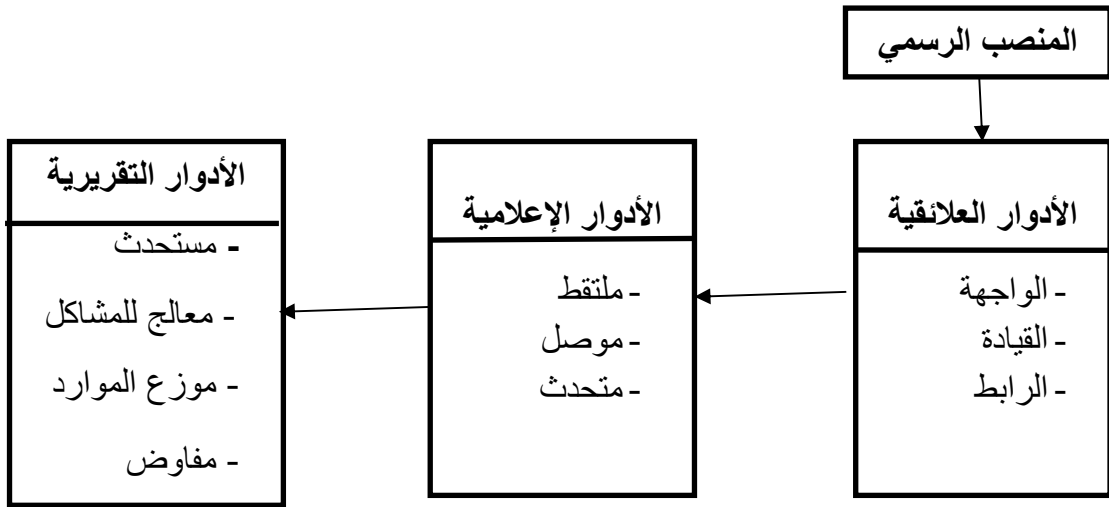 المنصب الرسمي
الأدوار العلائقية
- الواجهة
- القيادة
- الرابط
الأدوار الإعلامية
- ملتقط
- موصل
- متحدث
الأدوار التقريرية
- مستحدث
- معالج للمشاكل
- موزع الموارد
- مفاوض